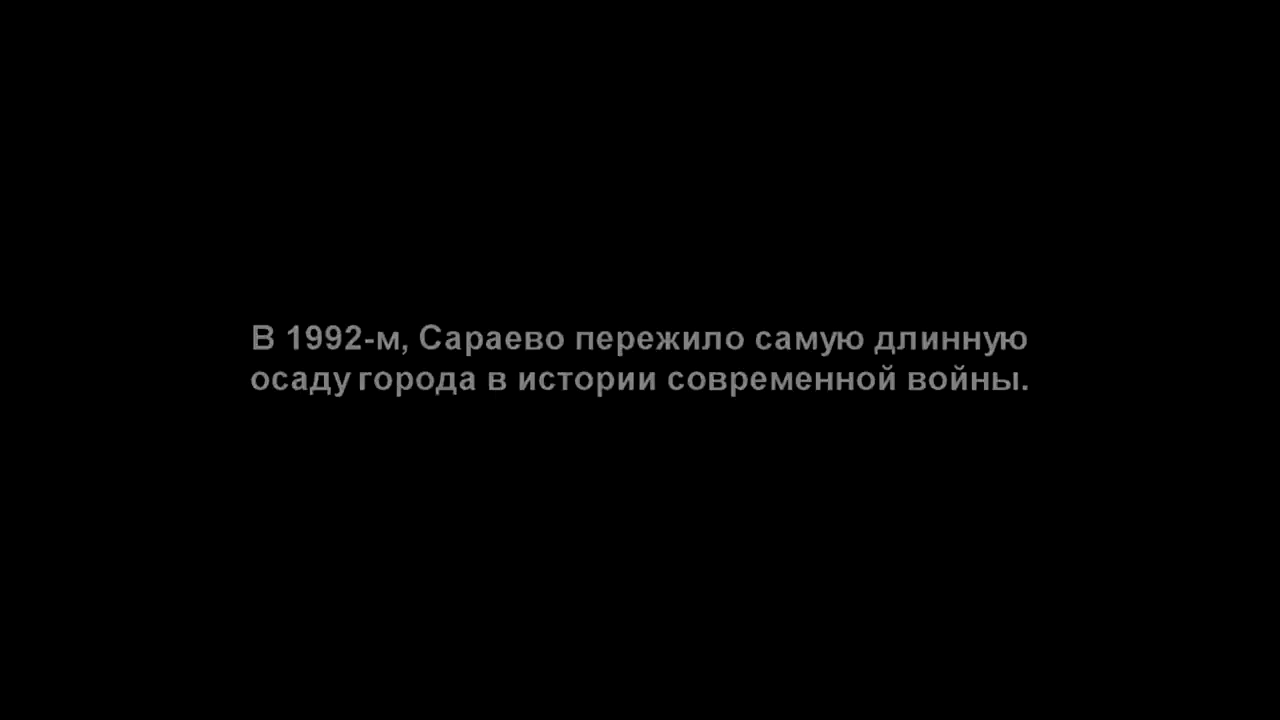 В 1992-м, Сараево пережило самую длинную
осаду города в истории современной войны.